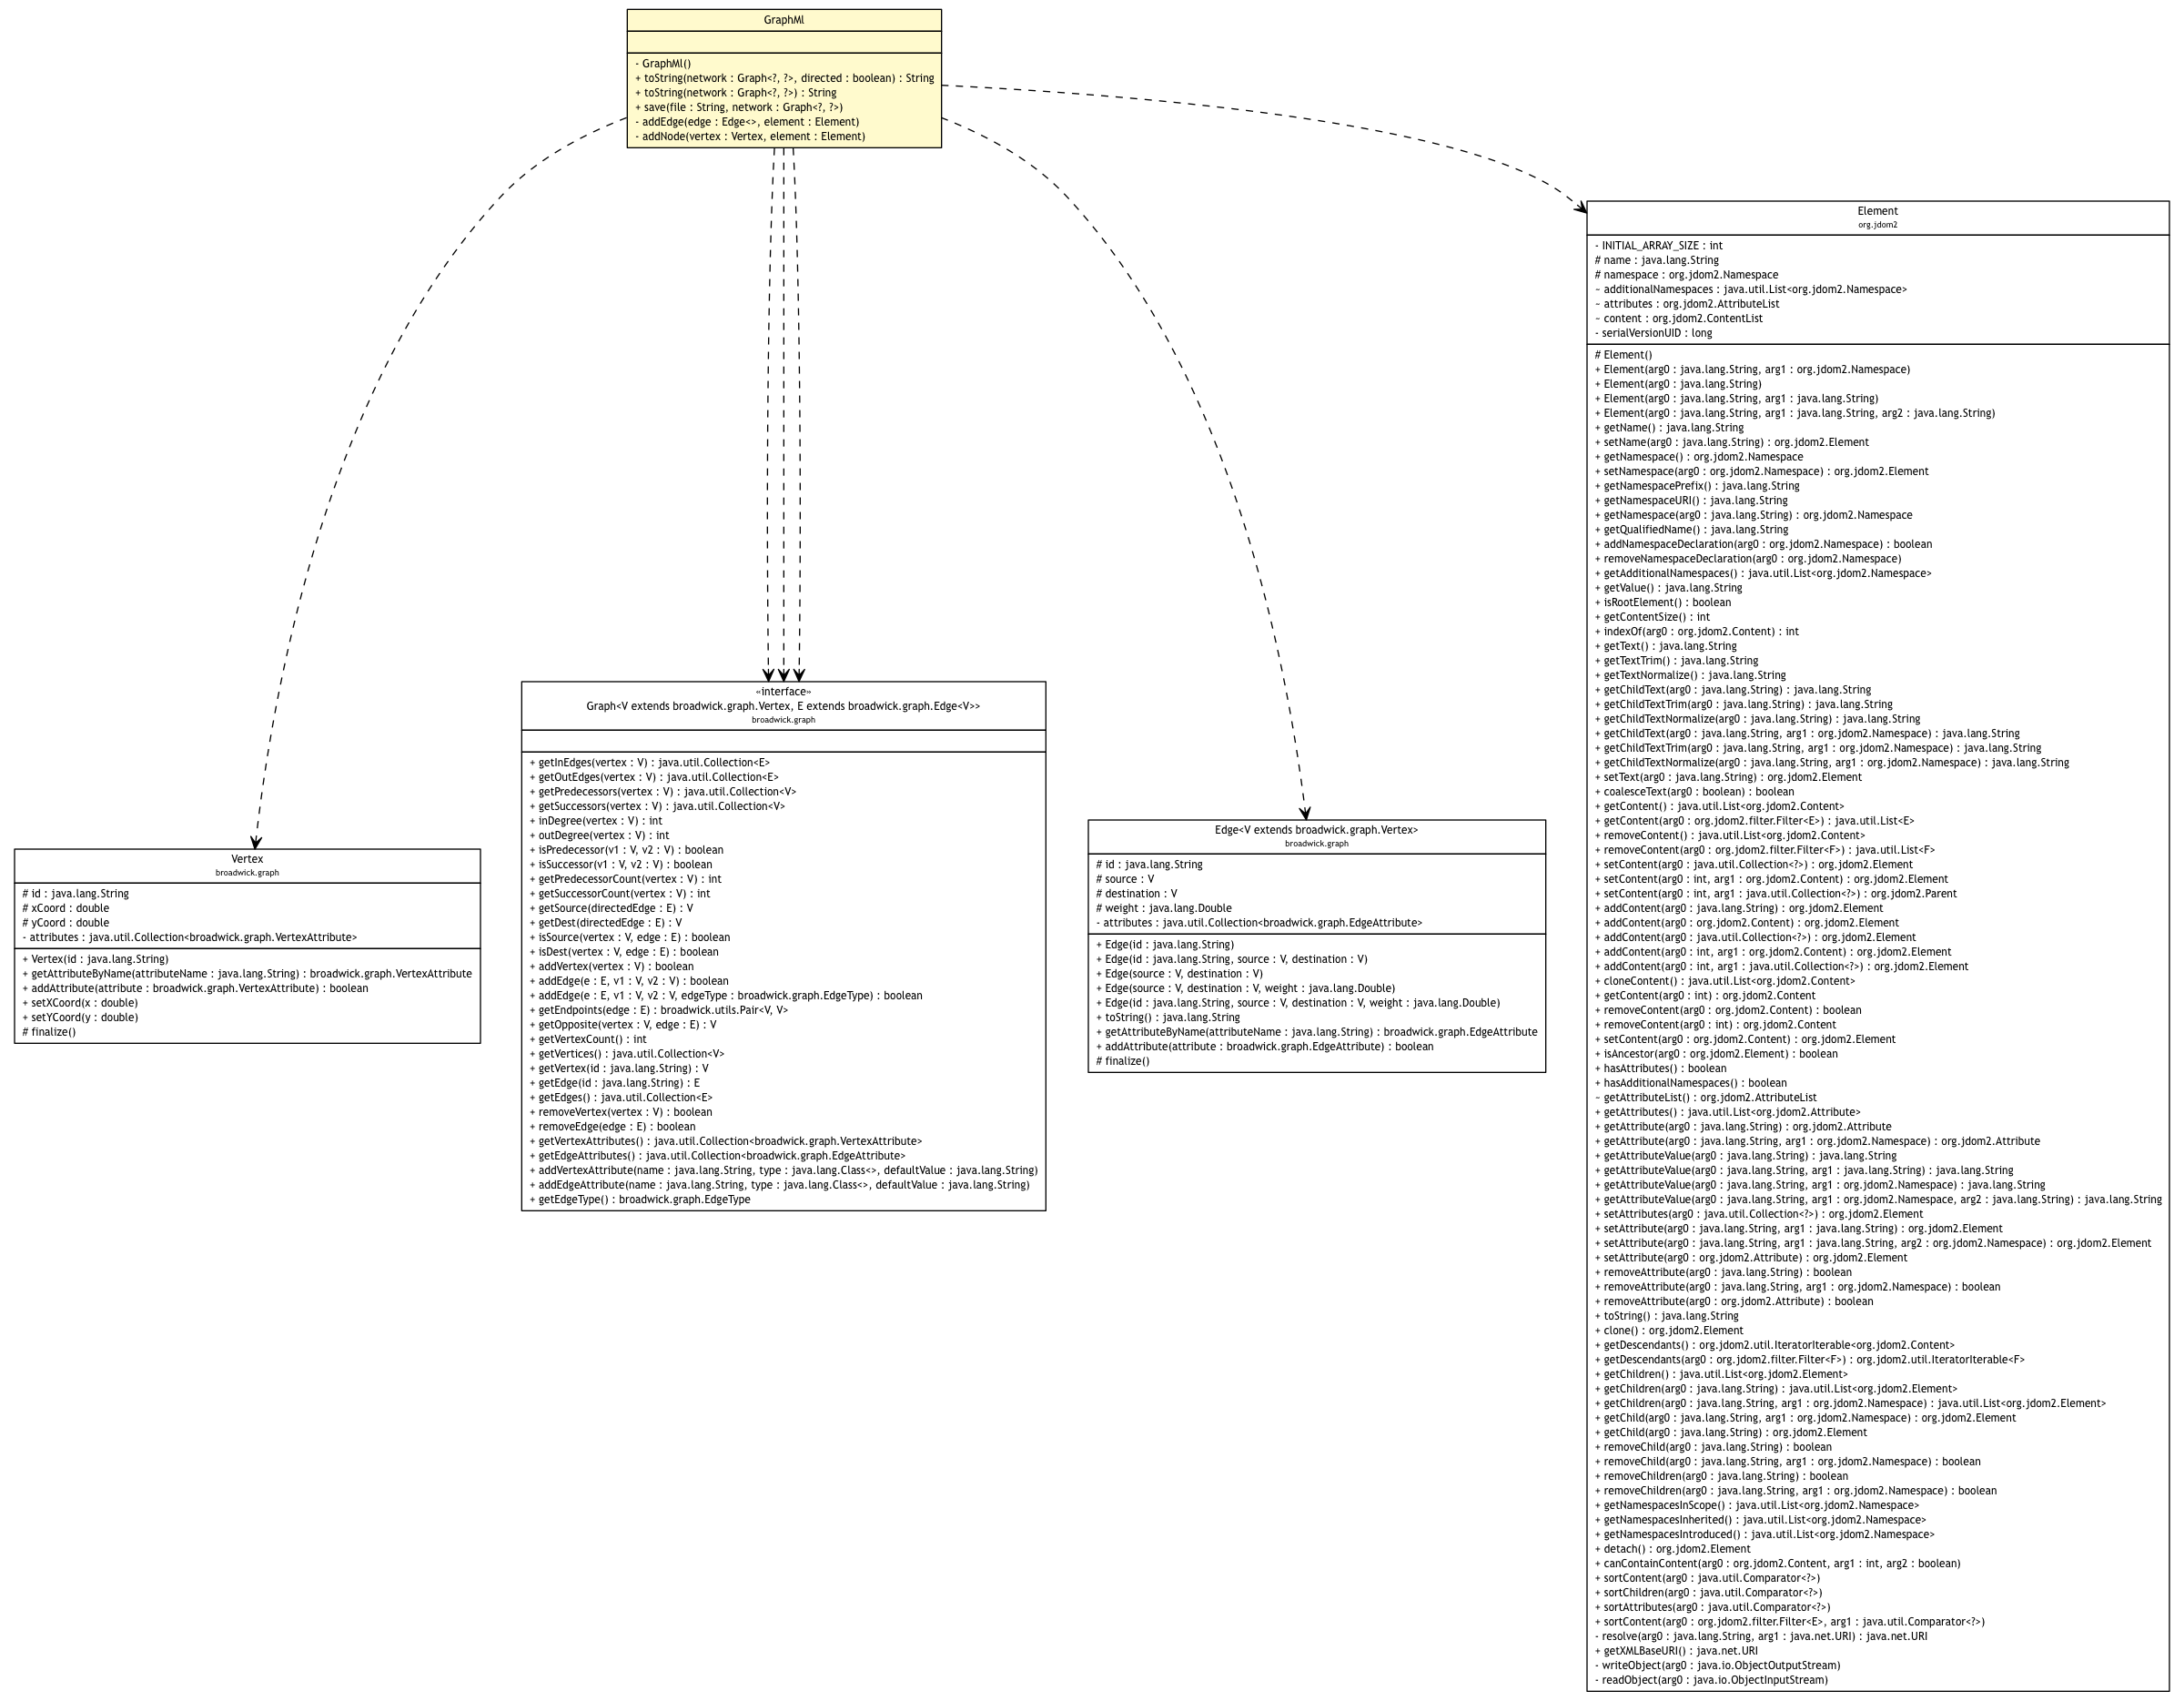 GraphMl
- GraphMl()
+ toString(network : Graph<?, ?>, directed : boolean) : String
+ toString(network : Graph<?, ?>) : String
+ save(file : String, network : Graph<?, ?>)
- addEdge(edge : Edge<>, element : Element)
- addNode(vertex : Vertex, element : Element)
Vertex
broadwick.graph
# id : java.lang.String
# xCoord : double
# yCoord : double
- attributes : java.util.Collection<broadwick.graph.VertexAttribute>
+ Vertex(id : java.lang.String)
+ getAttributeByName(attributeName : java.lang.String) : broadwick.graph.VertexAttribute
+ addAttribute(attribute : broadwick.graph.VertexAttribute) : boolean
+ setXCoord(x : double)
+ setYCoord(y : double)
# finalize()
«interface»
Graph<V extends broadwick.graph.Vertex, E extends broadwick.graph.Edge<V>>
broadwick.graph
+ getInEdges(vertex : V) : java.util.Collection<E>
+ getOutEdges(vertex : V) : java.util.Collection<E>
+ getPredecessors(vertex : V) : java.util.Collection<V>
+ getSuccessors(vertex : V) : java.util.Collection<V>
+ inDegree(vertex : V) : int
+ outDegree(vertex : V) : int
+ isPredecessor(v1 : V, v2 : V) : boolean
+ isSuccessor(v1 : V, v2 : V) : boolean
+ getPredecessorCount(vertex : V) : int
+ getSuccessorCount(vertex : V) : int
+ getSource(directedEdge : E) : V
+ getDest(directedEdge : E) : V
+ isSource(vertex : V, edge : E) : boolean
+ isDest(vertex : V, edge : E) : boolean
+ addVertex(vertex : V) : boolean
+ addEdge(e : E, v1 : V, v2 : V) : boolean
+ addEdge(e : E, v1 : V, v2 : V, edgeType : broadwick.graph.EdgeType) : boolean
+ getEndpoints(edge : E) : broadwick.utils.Pair<V, V>
+ getOpposite(vertex : V, edge : E) : V
+ getVertexCount() : int
+ getVertices() : java.util.Collection<V>
+ getVertex(id : java.lang.String) : V
+ getEdge(id : java.lang.String) : E
+ getEdges() : java.util.Collection<E>
+ removeVertex(vertex : V) : boolean
+ removeEdge(edge : E) : boolean
+ getVertexAttributes() : java.util.Collection<broadwick.graph.VertexAttribute>
+ getEdgeAttributes() : java.util.Collection<broadwick.graph.EdgeAttribute>
+ addVertexAttribute(name : java.lang.String, type : java.lang.Class<>, defaultValue : java.lang.String)
+ addEdgeAttribute(name : java.lang.String, type : java.lang.Class<>, defaultValue : java.lang.String)
+ getEdgeType() : broadwick.graph.EdgeType
Edge<V extends broadwick.graph.Vertex>
broadwick.graph
# id : java.lang.String
# source : V
# destination : V
# weight : java.lang.Double
- attributes : java.util.Collection<broadwick.graph.EdgeAttribute>
+ Edge(id : java.lang.String)
+ Edge(id : java.lang.String, source : V, destination : V)
+ Edge(source : V, destination : V)
+ Edge(source : V, destination : V, weight : java.lang.Double)
+ Edge(id : java.lang.String, source : V, destination : V, weight : java.lang.Double)
+ toString() : java.lang.String
+ getAttributeByName(attributeName : java.lang.String) : broadwick.graph.EdgeAttribute
+ addAttribute(attribute : broadwick.graph.EdgeAttribute) : boolean
# finalize()
Element
org.jdom2
- INITIAL_ARRAY_SIZE : int
# name : java.lang.String
# namespace : org.jdom2.Namespace
~ additionalNamespaces : java.util.List<org.jdom2.Namespace>
~ attributes : org.jdom2.AttributeList
~ content : org.jdom2.ContentList
- serialVersionUID : long
# Element()
+ Element(arg0 : java.lang.String, arg1 : org.jdom2.Namespace)
+ Element(arg0 : java.lang.String)
+ Element(arg0 : java.lang.String, arg1 : java.lang.String)
+ Element(arg0 : java.lang.String, arg1 : java.lang.String, arg2 : java.lang.String)
+ getName() : java.lang.String
+ setName(arg0 : java.lang.String) : org.jdom2.Element
+ getNamespace() : org.jdom2.Namespace
+ setNamespace(arg0 : org.jdom2.Namespace) : org.jdom2.Element
+ getNamespacePrefix() : java.lang.String
+ getNamespaceURI() : java.lang.String
+ getNamespace(arg0 : java.lang.String) : org.jdom2.Namespace
+ getQualifiedName() : java.lang.String
+ addNamespaceDeclaration(arg0 : org.jdom2.Namespace) : boolean
+ removeNamespaceDeclaration(arg0 : org.jdom2.Namespace)
+ getAdditionalNamespaces() : java.util.List<org.jdom2.Namespace>
+ getValue() : java.lang.String
+ isRootElement() : boolean
+ getContentSize() : int
+ indexOf(arg0 : org.jdom2.Content) : int
+ getText() : java.lang.String
+ getTextTrim() : java.lang.String
+ getTextNormalize() : java.lang.String
+ getChildText(arg0 : java.lang.String) : java.lang.String
+ getChildTextTrim(arg0 : java.lang.String) : java.lang.String
+ getChildTextNormalize(arg0 : java.lang.String) : java.lang.String
+ getChildText(arg0 : java.lang.String, arg1 : org.jdom2.Namespace) : java.lang.String
+ getChildTextTrim(arg0 : java.lang.String, arg1 : org.jdom2.Namespace) : java.lang.String
+ getChildTextNormalize(arg0 : java.lang.String, arg1 : org.jdom2.Namespace) : java.lang.String
+ setText(arg0 : java.lang.String) : org.jdom2.Element
+ coalesceText(arg0 : boolean) : boolean
+ getContent() : java.util.List<org.jdom2.Content>
+ getContent(arg0 : org.jdom2.filter.Filter<E>) : java.util.List<E>
+ removeContent() : java.util.List<org.jdom2.Content>
+ removeContent(arg0 : org.jdom2.filter.Filter<F>) : java.util.List<F>
+ setContent(arg0 : java.util.Collection<?>) : org.jdom2.Element
+ setContent(arg0 : int, arg1 : org.jdom2.Content) : org.jdom2.Element
+ setContent(arg0 : int, arg1 : java.util.Collection<?>) : org.jdom2.Parent
+ addContent(arg0 : java.lang.String) : org.jdom2.Element
+ addContent(arg0 : org.jdom2.Content) : org.jdom2.Element
+ addContent(arg0 : java.util.Collection<?>) : org.jdom2.Element
+ addContent(arg0 : int, arg1 : org.jdom2.Content) : org.jdom2.Element
+ addContent(arg0 : int, arg1 : java.util.Collection<?>) : org.jdom2.Element
+ cloneContent() : java.util.List<org.jdom2.Content>
+ getContent(arg0 : int) : org.jdom2.Content
+ removeContent(arg0 : org.jdom2.Content) : boolean
+ removeContent(arg0 : int) : org.jdom2.Content
+ setContent(arg0 : org.jdom2.Content) : org.jdom2.Element
+ isAncestor(arg0 : org.jdom2.Element) : boolean
+ hasAttributes() : boolean
+ hasAdditionalNamespaces() : boolean
~ getAttributeList() : org.jdom2.AttributeList
+ getAttributes() : java.util.List<org.jdom2.Attribute>
+ getAttribute(arg0 : java.lang.String) : org.jdom2.Attribute
+ getAttribute(arg0 : java.lang.String, arg1 : org.jdom2.Namespace) : org.jdom2.Attribute
+ getAttributeValue(arg0 : java.lang.String) : java.lang.String
+ getAttributeValue(arg0 : java.lang.String, arg1 : java.lang.String) : java.lang.String
+ getAttributeValue(arg0 : java.lang.String, arg1 : org.jdom2.Namespace) : java.lang.String
+ getAttributeValue(arg0 : java.lang.String, arg1 : org.jdom2.Namespace, arg2 : java.lang.String) : java.lang.String
+ setAttributes(arg0 : java.util.Collection<?>) : org.jdom2.Element
+ setAttribute(arg0 : java.lang.String, arg1 : java.lang.String) : org.jdom2.Element
+ setAttribute(arg0 : java.lang.String, arg1 : java.lang.String, arg2 : org.jdom2.Namespace) : org.jdom2.Element
+ setAttribute(arg0 : org.jdom2.Attribute) : org.jdom2.Element
+ removeAttribute(arg0 : java.lang.String) : boolean
+ removeAttribute(arg0 : java.lang.String, arg1 : org.jdom2.Namespace) : boolean
+ removeAttribute(arg0 : org.jdom2.Attribute) : boolean
+ toString() : java.lang.String
+ clone() : org.jdom2.Element
+ getDescendants() : org.jdom2.util.IteratorIterable<org.jdom2.Content>
+ getDescendants(arg0 : org.jdom2.filter.Filter<F>) : org.jdom2.util.IteratorIterable<F>
+ getChildren() : java.util.List<org.jdom2.Element>
+ getChildren(arg0 : java.lang.String) : java.util.List<org.jdom2.Element>
+ getChildren(arg0 : java.lang.String, arg1 : org.jdom2.Namespace) : java.util.List<org.jdom2.Element>
+ getChild(arg0 : java.lang.String, arg1 : org.jdom2.Namespace) : org.jdom2.Element
+ getChild(arg0 : java.lang.String) : org.jdom2.Element
+ removeChild(arg0 : java.lang.String) : boolean
+ removeChild(arg0 : java.lang.String, arg1 : org.jdom2.Namespace) : boolean
+ removeChildren(arg0 : java.lang.String) : boolean
+ removeChildren(arg0 : java.lang.String, arg1 : org.jdom2.Namespace) : boolean
+ getNamespacesInScope() : java.util.List<org.jdom2.Namespace>
+ getNamespacesInherited() : java.util.List<org.jdom2.Namespace>
+ getNamespacesIntroduced() : java.util.List<org.jdom2.Namespace>
+ detach() : org.jdom2.Element
+ canContainContent(arg0 : org.jdom2.Content, arg1 : int, arg2 : boolean)
+ sortContent(arg0 : java.util.Comparator<?>)
+ sortChildren(arg0 : java.util.Comparator<?>)
+ sortAttributes(arg0 : java.util.Comparator<?>)
+ sortContent(arg0 : org.jdom2.filter.Filter<E>, arg1 : java.util.Comparator<?>)
- resolve(arg0 : java.lang.String, arg1 : java.net.URI) : java.net.URI
+ getXMLBaseURI() : java.net.URI
- writeObject(arg0 : java.io.ObjectOutputStream)
- readObject(arg0 : java.io.ObjectInputStream)